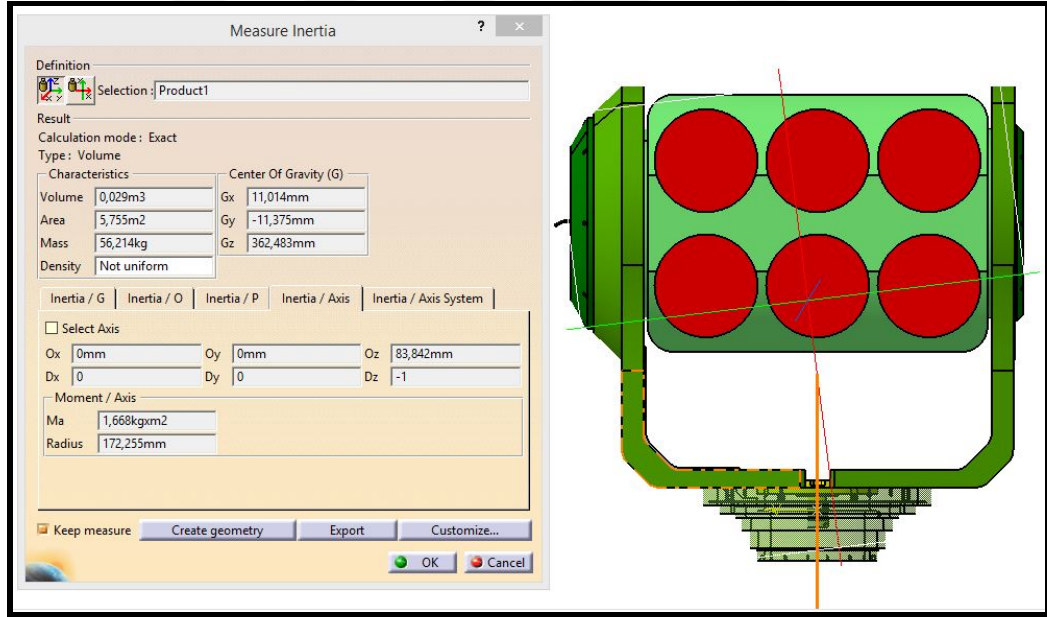 Measure Inertia ? ×
Definition
Selection : Product1
Result
Calculation mode : Exact
Type : Volume
Characteristics
Center Of Gravity (G)
Volume 0,029m3 Gx 11,014mm
Area 5,755m2 Gy -11,375mm
Mass 56,214kg Gz 362,483mm
Density Not uniform
Inertia / G Inertia / O Inertia / P Inertia / Axis Inertia / Axis System
Select Axis
Ox 0mm Oy 0mm Oz 83,842mm
Dx 0 Dy 0 Dz -1
Moment / Axis
Ma 1,668kgxm2
Radius 172,255mm
Keep measure Create geometry Export Customize...
OK Cancel